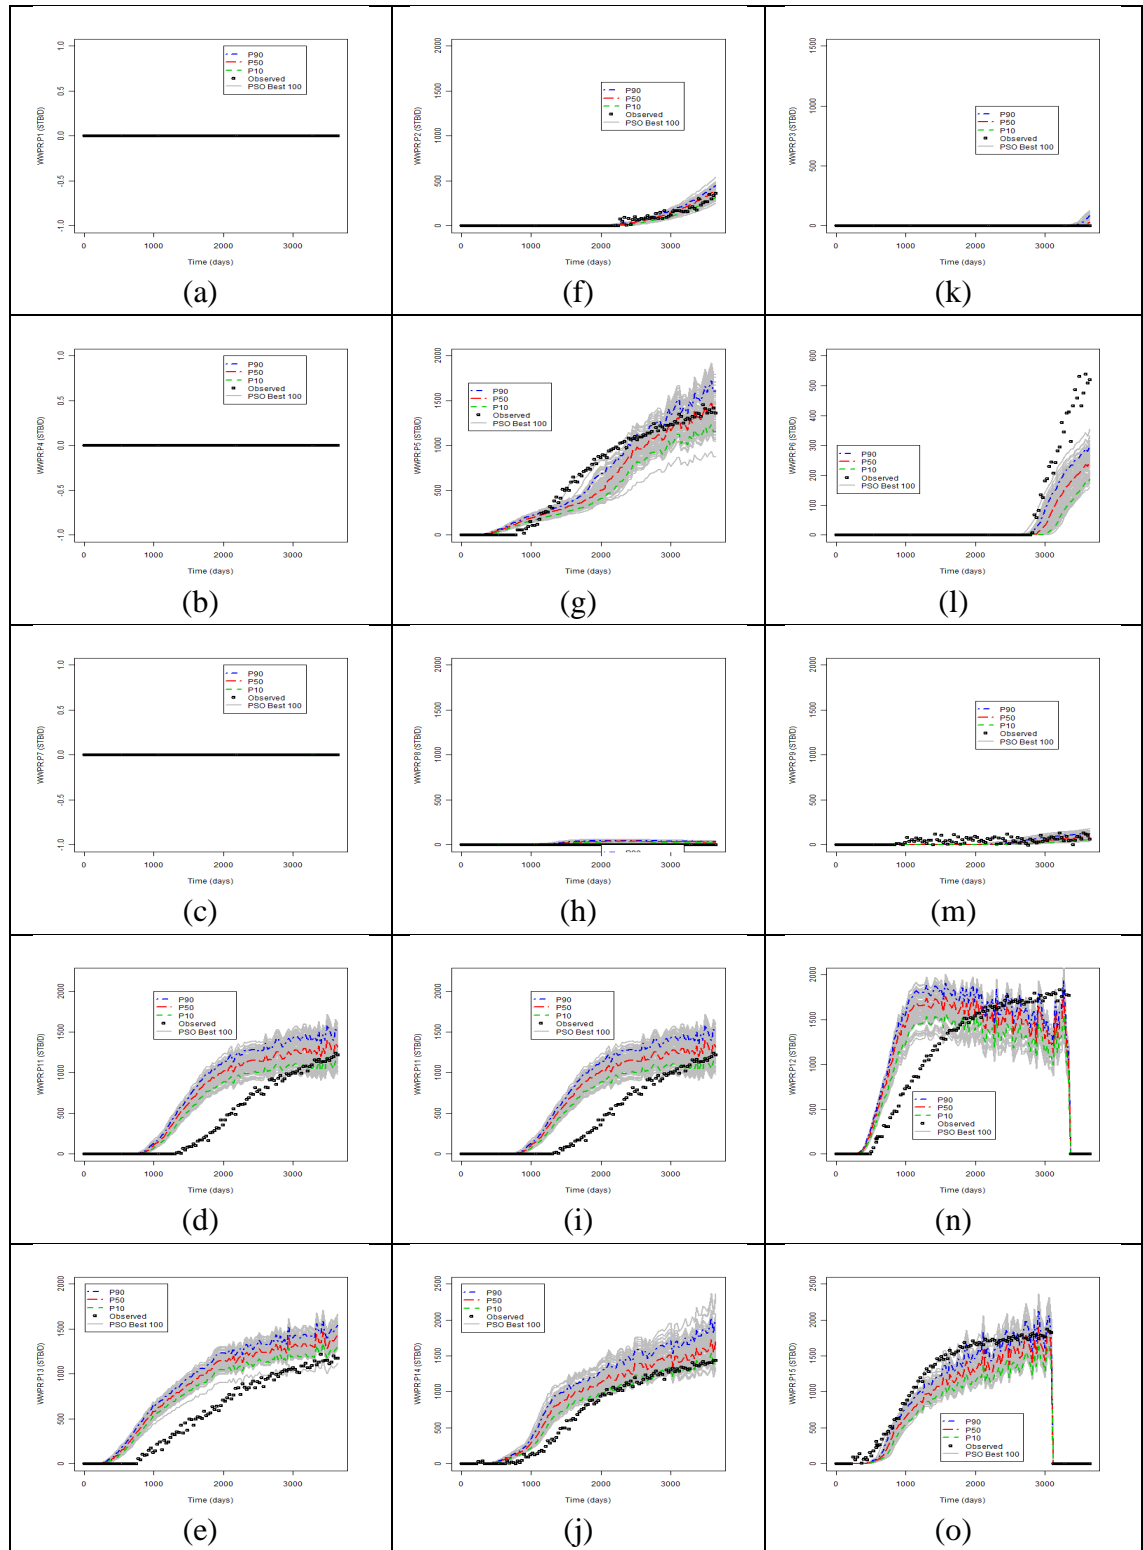 WWPR.P1 (STB/D)
1.0
0.5
0.0
-0.5
-1.0
P90
P50
P10
Observed
PSO Best 100
0 1000 2000 3000
Time (days)
(a)
WWPR.P2 (STB/D)
2000
1500
1000
500
0
P90
P50
P10
Observed
PSO Best 100
0 1000 2000 3000
Time (days)
(f)
WWPR.P3 (STB/D)
1500
1000
500
0
P90
P50
P10
Observed
PSO Best 100
0 1000 2000 3000
Time (days)
(k)
WWPR.P4 (STB/D)
1.0
0.5
0.0
-0.5
-1.0
P90
P50
P10
Observed
PSO Best 100
0 1000 2000 3000
Time (days)
(b)
WWPR.P5 (STB/D)
2000
1500
1000
500
0
P90
P50
P10
Observed
PSO Best 100
0 1000 2000 3000
Time (days)
(g)
WWPR.P6 (STB/D)
600
500
400
300
200
100
0
P90
P50
P10
Observed
PSO Best 100
0 1000 2000 3000
Time (days)
(l)
WWPR.P7 (STB/D)
1.0
0.5
0.0
-0.5
-1.0
P90
P50
P10
Observed
PSO Best 100
0 1000 2000 3000
Time (days)
(c)
WWPR.P8 (STB/D)
2000
1500
1000
500
0
0 1000 2000 3000
Time (days)
(h)
WWPR.P9 (STB/D)
2000
1500
1000
500
0
P90
P50
P10
Observed
PSO Best 100
0 1000 2000 3000
Time (days)
(m)
WWPR.P11 (STB/D)
2000
1500
1000
500
0
P90
P50
P10
Observed
PSO Best 100
0 1000 2000 3000
Time (days)
(d)
WWPR.P11 (STB/D)
2000
1500
1000
500
0
P90
P50
P10
Observed
PSO Best 100
0 1000 2000 3000
Time (days)
(i)
WWPR.P12 (STB/D)
2000
1500
1000
500
0
P90
P50
P10
Observed
PSO Best 100
0 1000 2000 3000
Time (days)
(n)
WWPR.P13 (STB/D)
2000
1500
1000
500
0
P90
P50
P10
Observed
PSO Best 100
0 1000 2000 3000
Time (days)
(e)
WWPR.P14 (STB/D)
2500
2000
1500
1000
500
0
P90
P50
P10
Observed
PSO Best 100
0 1000 2000 3000
Time (days)
(j)
WWPR.P15 (STB/D)
2500
2000
1500
1000
500
0
P90
P50
P10
Observed
PSO Best 100
0 1000 2000 3000
Time (days)
(o)